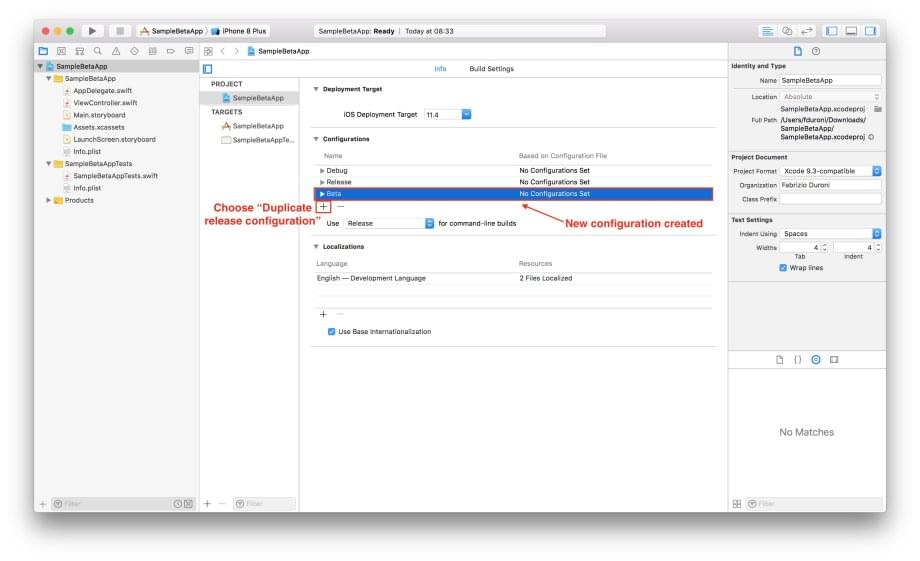 SampleBetaApp
iPhone 8 Plus
SampleBetaApp: Ready | Today at 08:33
SampleBetaApp
SampleBetaApp
SampleBetaApp
AppDelegate.swift
ViewController.swift
Main.storyboard
Assets.xcassets
LaunchScreen.storyboard
Info.plist
SampleBetaAppTests
SampleBetaAppTests.swift
Info.plist
Products
Filter
PROJECT
SampleBetaApp
TARGETS
SampleBetaApp
SampleBetaAppTe...
Filter
Info
Build Settings
Deployment Target
iOS Deployment Target 11.4
Configurations
Name Based on Configuration File
Debug No Configurations Set
Release No Configurations Set
Beta No Configurations Set
Choose “Duplicate
release configuration”
New configuration created
Use Release for command-line builds
Localizations
Language Resources
English — Development Language 2 Files Localized
Use Base Internationalization
Identity and Type
Name SampleBetaApp
Location Absolute
SampleBetaApp.xcodeproj
Full Path /Users/fduroni/Downloads/
SampleBetaApp/
SampleBetaApp.xcodeproj
Project Document
Project Format Xcode 9.3-compatible
Organization Fabrizio Duroni
Class Prefix
Text Settings
Indent Using Spaces
Widths 4 4
Tab Indent
Wrap lines
{}
No Matches
Filter